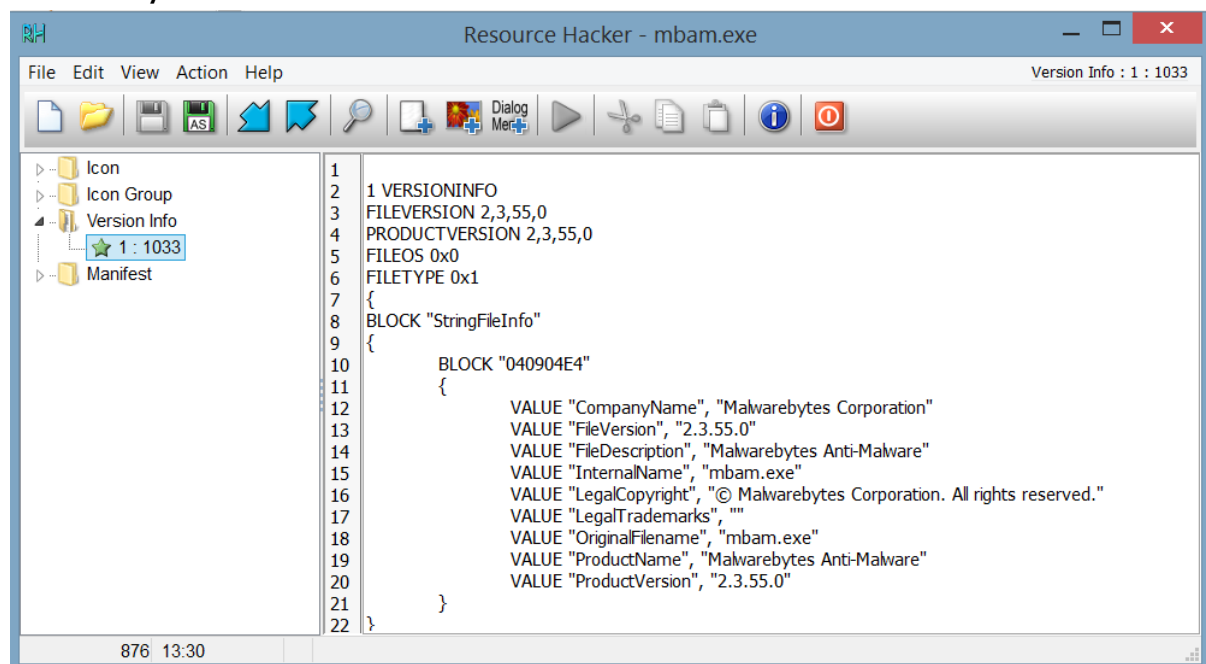 Resource Hacker - mbam.exe
File Edit View Action Help
Version Info : 1 : 1033
AS
Dialog
Men
Icon
Icon Group
Version Info
1 : 1033
Manifest
1
2 1 VERSIONINFO
3 FILEVERSION 2,3,55,0
4 PRODUCTVERSION 2,3,55,0
5 FILEOS 0x0
6 FILETYPE 0x1
7 {
8 BLOCK "StringFileInfo"
9 {
10 BLOCK "040904E4"
11 {
12 VALUE "CompanyName", "Malwarebytes Corporation"
13 VALUE "FileVersion", "2.3.55.0"
14 VALUE "FileDescription", "Malwarebytes Anti-Malware"
15 VALUE "InternalName", "mbam.exe"
16 VALUE "LegalCopyright", "© Malwarebytes Corporation. All rights reserved."
17 VALUE "LegalTrademarks", ""
18 VALUE "OriginalFilename", "mbam.exe"
19 VALUE "ProductName", "Malwarebytes Anti-Malware"
20 VALUE "ProductVersion", "2.3.55.0"
21 }
22 }
876 13:30